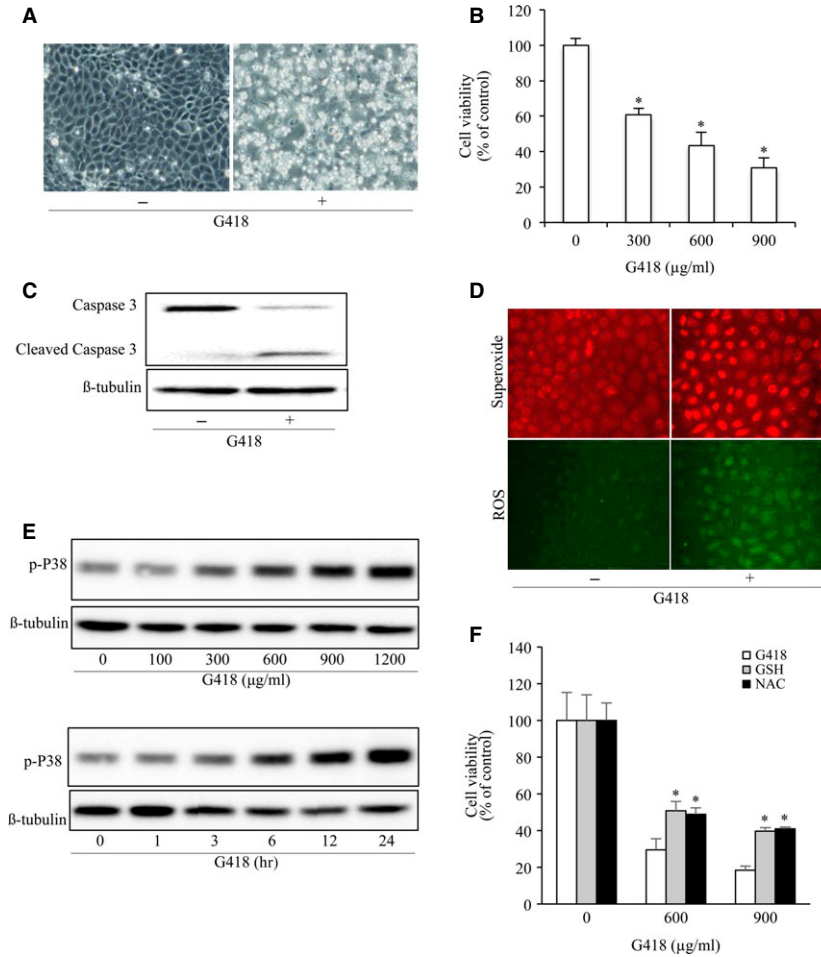 A
–
+
G418
B
Cell viability
(% of control)
120
100
80
60
40
20
0
*
*
*
0 300 600 900
G418 (µg/ml)
C
Caspase 3
Cleaved Caspase 3
ß-tubulin
–
+
G418
D
Superoxide
ROS
–
+
G418
E
p-P38
ß-tubulin
0 100 300 600 900 1200
G418 (µg/ml)
p-P38
ß-tubulin
0 1 3 6 12 24
G418 (hr)
F
G418
GSH
NAC
Cell viability
(% of control)
140
120
100
80
60
40
20
0
* *
* *
0 600 900
G418 (µg/ml)